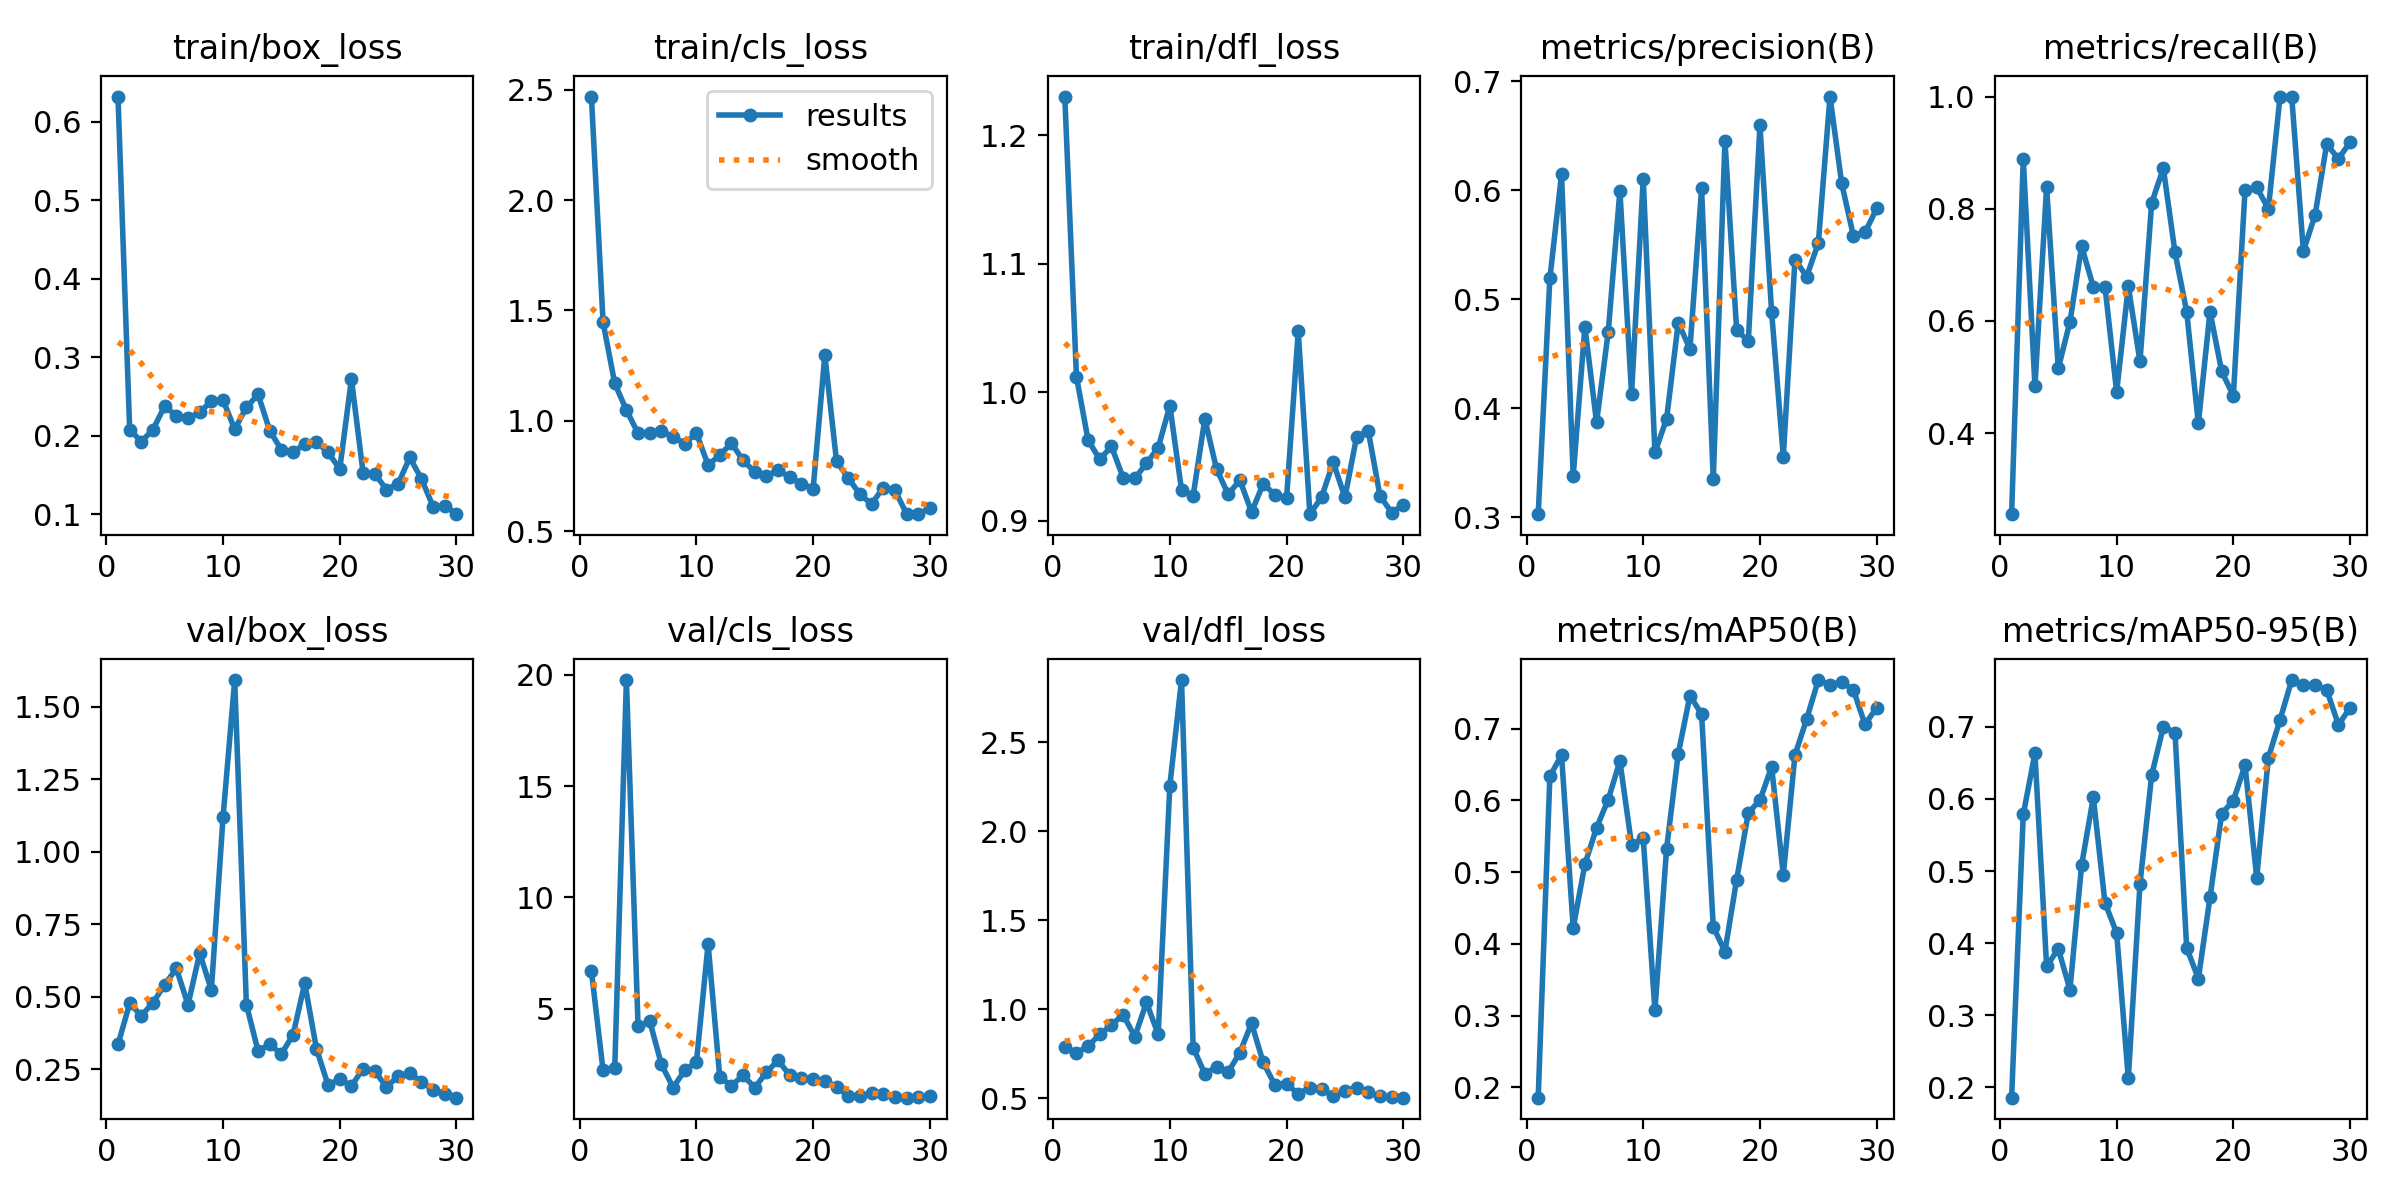 train/box_loss
0.6
0.5
0.4
0.3
0.2
0.1
0 10 20 30
train/cls_loss
results
smooth
2.5
2.0
1.5
1.0
0.5
0 10 20 30
train/dfl_loss
1.2
1.1
1.0
0.9
0 10 20 30
metrics/precision(B)
0.7
0.6
0.5
0.4
0.3
0 10 20 30
metrics/recall(B)
1.0
0.8
0.6
0.4
0 10 20 30
val/box_loss
1.50
1.25
1.00
0.75
0.50
0.25
0 10 20 30
val/cls_loss
20
15
10
5
0 10 20 30
val/dfl_loss
2.5
2.0
1.5
1.0
0.5
0 10 20 30
metrics/mAP50(B)
0.7
0.6
0.5
0.4
0.3
0.2
0 10 20 30
metrics/mAP50-95(B)
0.7
0.6
0.5
0.4
0.3
0.2
0 10 20 30